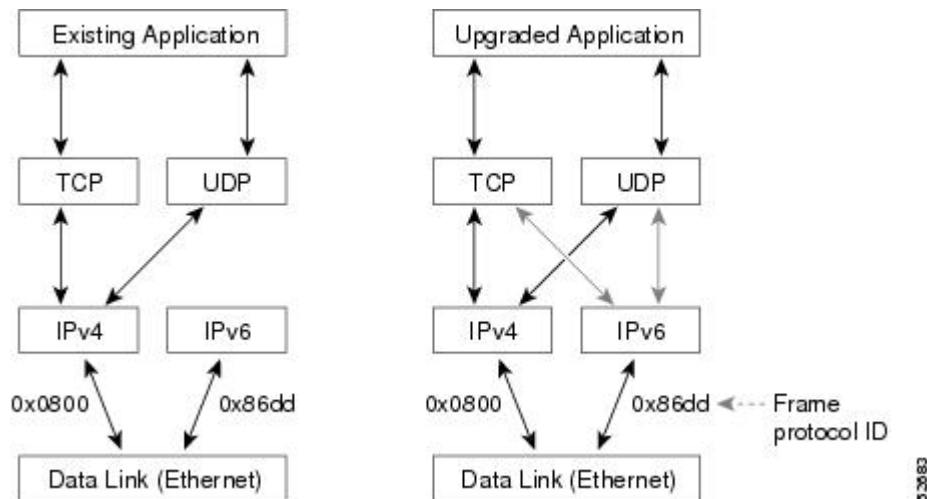 Existing Application
Upgraded Application
TCP
UDP
TCP
UDP
IPv4
IPv6
IPv4
IPv6
0x0800
0x86dd
0x0800
0x86dd
Frame
protocol ID
Data Link (Ethernet)
Data Link (Ethernet)
52683